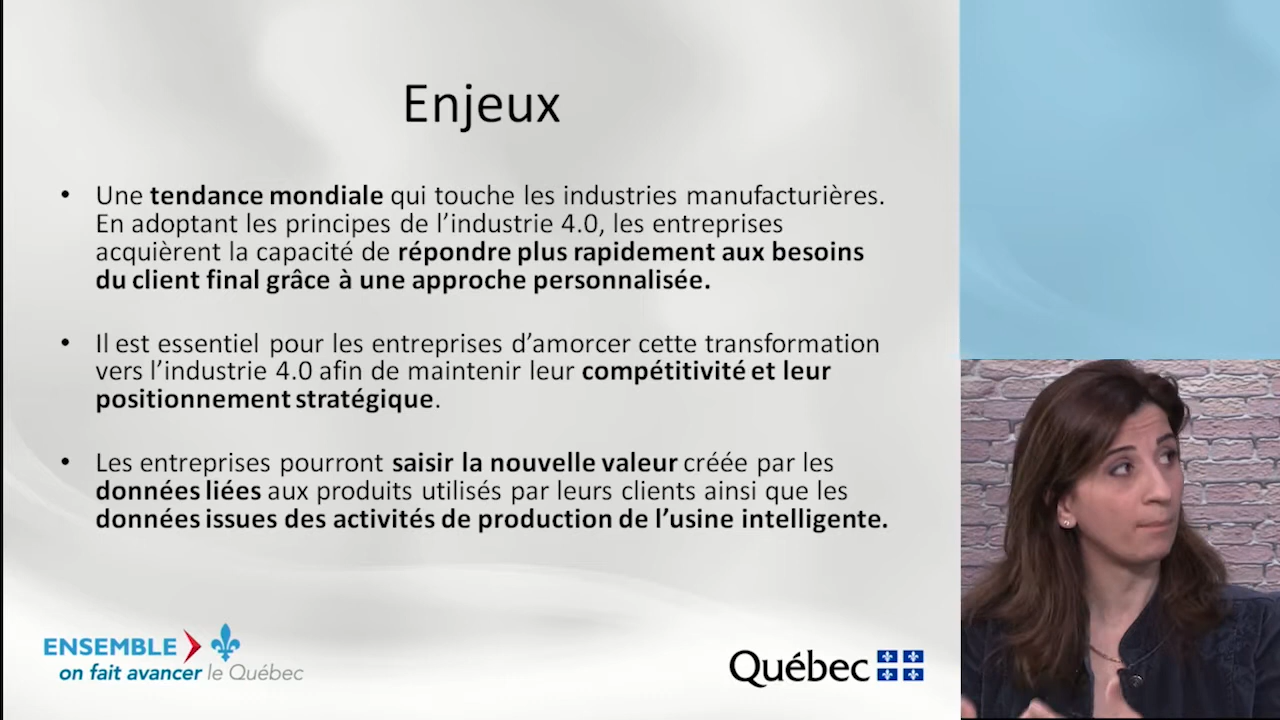 Enjeux
• Une tendance mondiale qui touche les industries manufacturières.
En adoptant les principes de l’industrie 4.0, les entreprises
acquièrent la capacité de répondre plus rapidement aux besoins
du client final grâce à une approche personnalisée.
• Il est essentiel pour les entreprises d’amorcer cette transformation
vers l’industrie 4.0 afin de maintenir leur compétitivité et leur
positionnement stratégique.
• Les entreprises pourront saisir la nouvelle valeur créée par les
données liées aux produits utilisés par leurs clients ainsi que les
données issues des activités de production de l’usine intelligente.
ENSEMBLE
on fait avancer le Québec
Québec